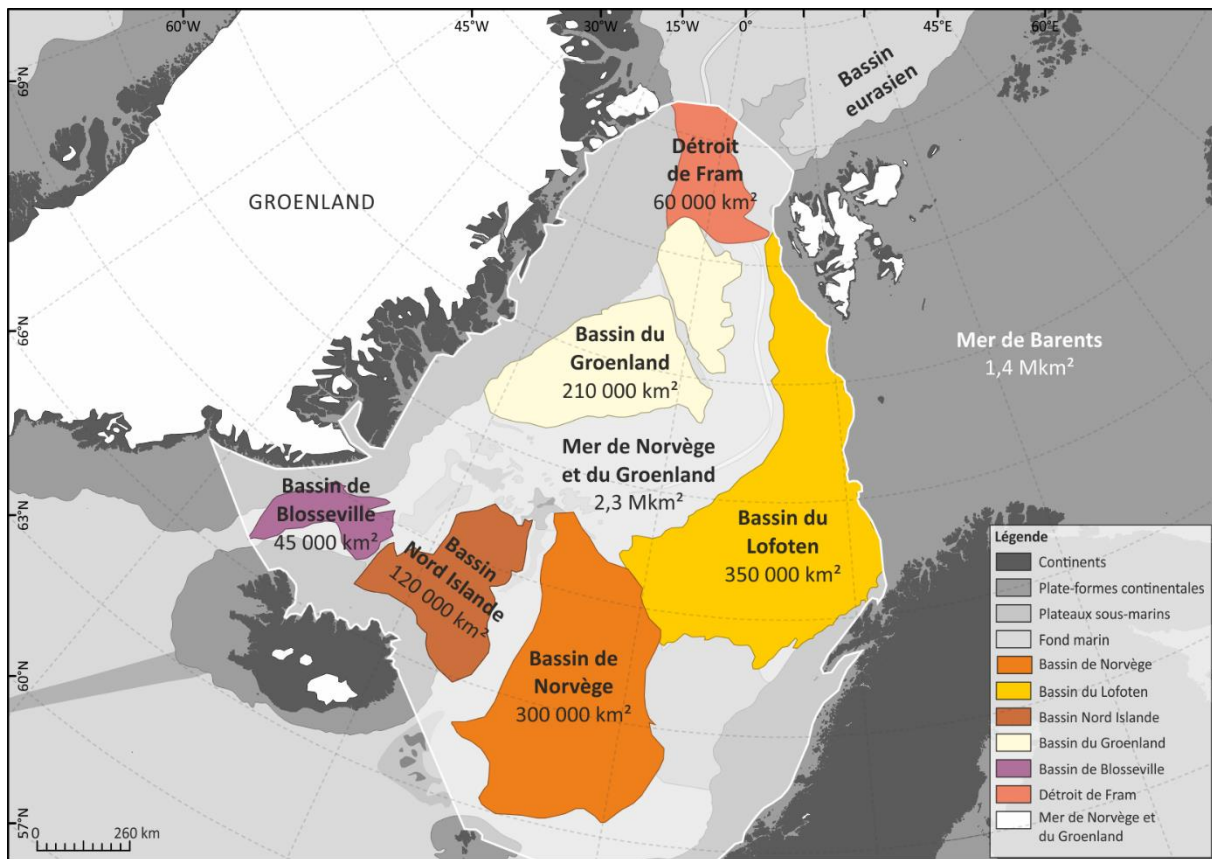 60°W
45°W
30°W
15°W
0°
45°E
60°E
69°N
66°N
63°N
60°N
57°N
Bassin
eurasien
Détroit
de Fram
60 000 km²
GROENLAND
Bassin du
Groenland
210 000 km²
Mer de Barents
1,4 Mkm²
Mer de Norvège
et du Groenland
2,3 Mkm²
Bassin de
Blosseville
45 000 km²
Bassin
Nord Islande
120 000 km²
Bassin du
Lofoten
350 000 km²
Bassin de
Norvège
300 000 km²
Légende
Continents
Plate-formes continentales
Plateaux sous-marins
Fond marin
Bassin de Norvège
Bassin du Lofoten
Bassin Nord Islande
Bassin du Groenland
Bassin de Blosseville
Détroit de Fram
Mer de Norvège et
du Groenland
0 260 km